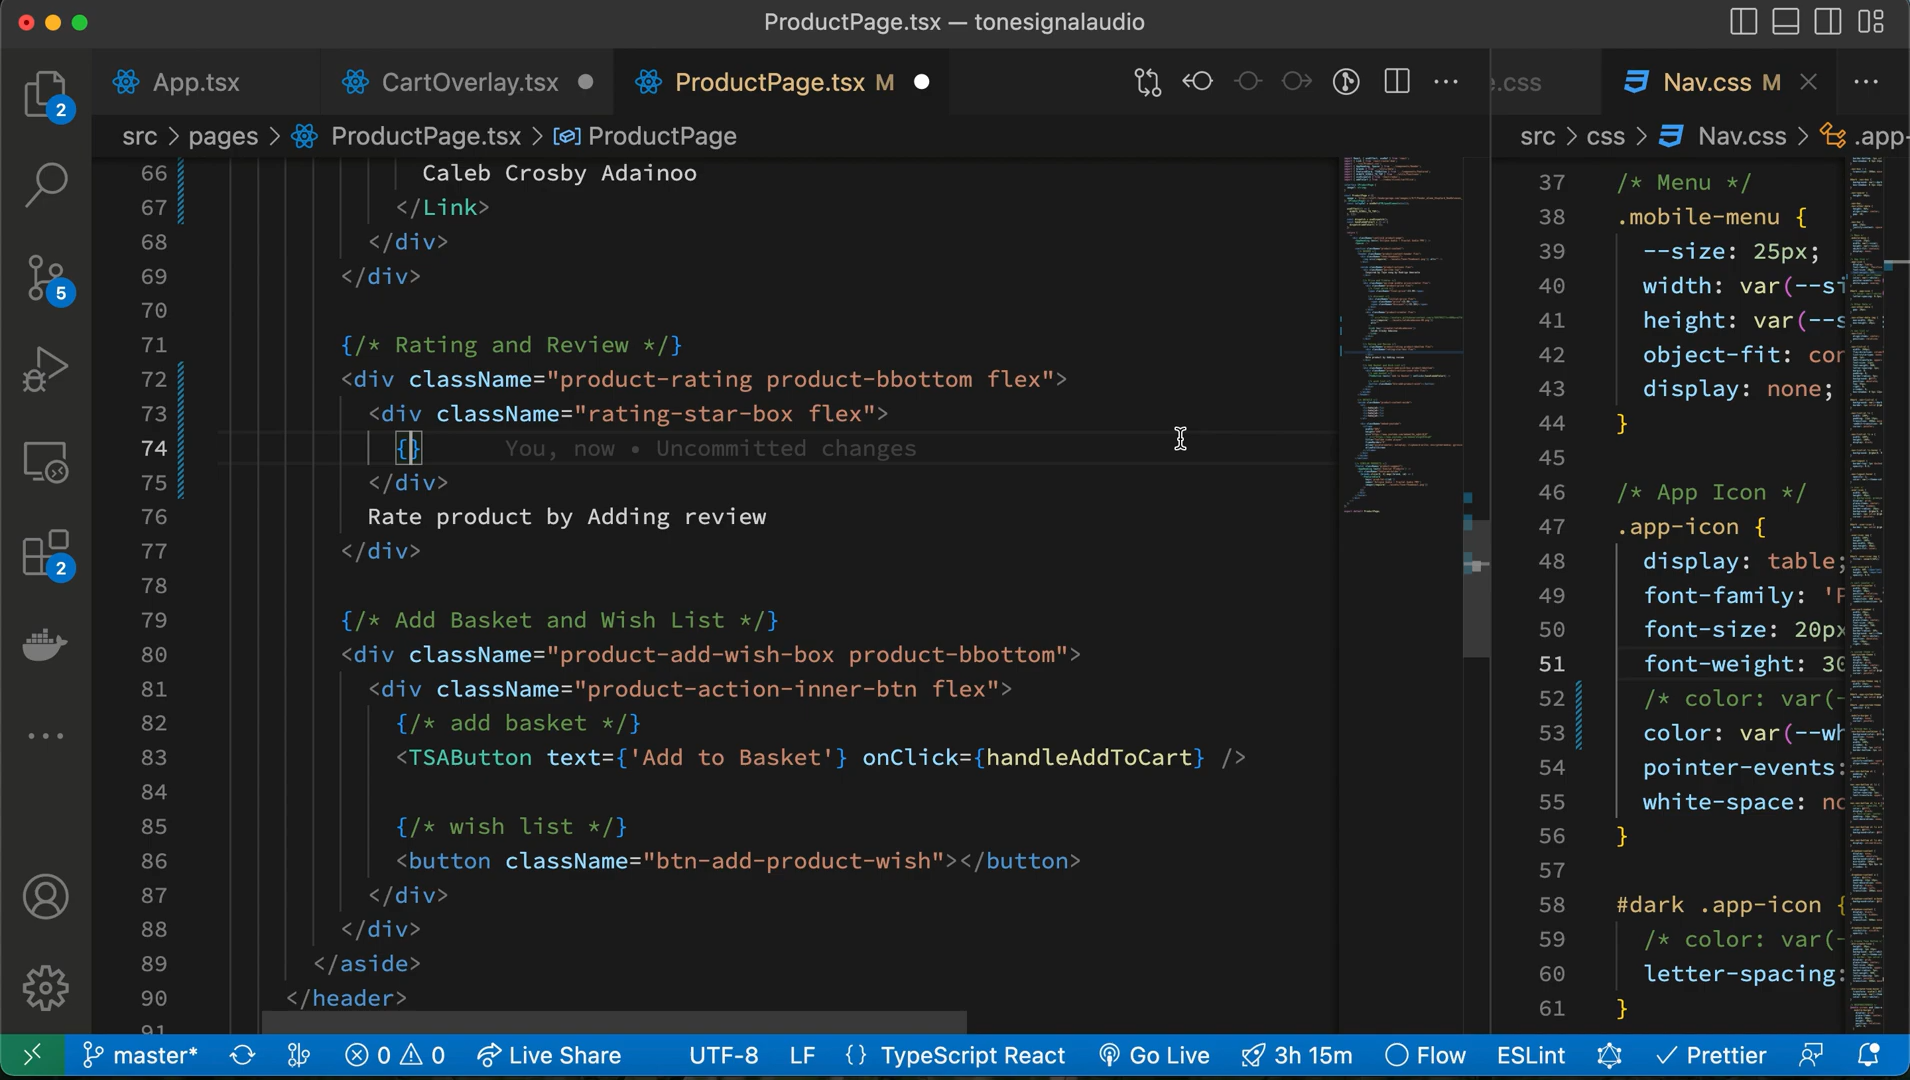 ProductPage.tsx — tonesignalaudio
App.tsx
CartOverlay.tsx
ProductPage.tsx M
e.css
Nav.css M
src > pages > ProductPage.tsx > ProductPage
src > css > Nav.css > .app-
2
5
2
66 Caleb Crosby Adainoo
67 </Link>
68 </div>
69 </div>
70
71 {/* Rating and Review */}
72 <div className="product-rating product-bbottom flex">
73 <div className="rating-star-box flex">
74 {} You, now • Uncommitted changes
75 </div>
76 Rate product by Adding review
77 </div>
78
79 {/* Add Basket and Wish List */}
80 <div className="product-add-wish-box product-bbottom">
81 <div className="product-action-inner-btn flex">
82 {/* add basket */}
83 <TSAButton text={'Add to Basket'} onClick={handleAddToCart} />
84
85 {/* wish list */}
86 <button className="btn-add-product-wish"></button>
87 </div>
88 </div>
89 </aside>
90 </header>
91
37 /* Menu */
38 .mobile-menu {
39 --size: 25px;
40 width: var(--si
41 height: var(--s
42 object-fit: cor
43 display: none;
44 }
45
46 /* App Icon */
47 .app-icon {
48 display: table;
49 font-family: 'P
50 font-size: 20px
51 font-weight: 30
52 /* color: var(-
53 color: var(--wh
54 pointer-events:
55 white-space: no
56 }
57
58 #dark .app-icon {
59 /* color: var(-
60 letter-spacing:
61 }
master* 0 0 Live Share UTF-8 LF {} TypeScript React Go Live 3h 15m Flow ESLint Prettier